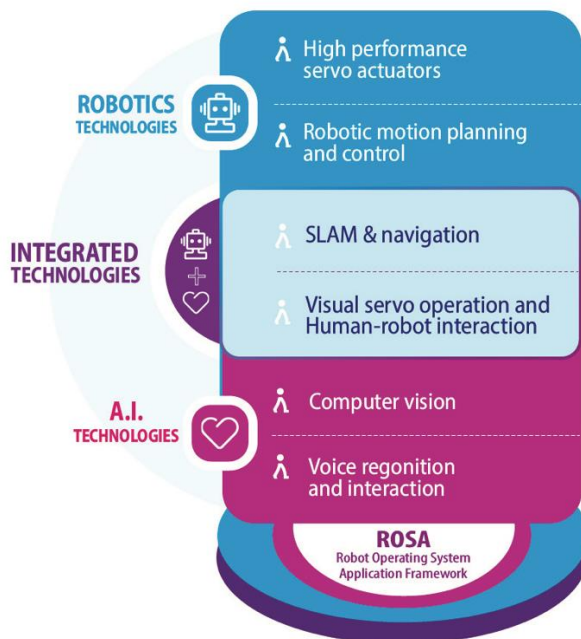 High performance
servo actuators
ROBOTICS
TECHNOLOGIES
Robotic motion planning
and control
INTEGRATED
TECHNOLOGIES
SLAM & navigation
Visual servo operation and
Human-robot interaction
A.I.
TECHNOLOGIES
Computer vision
Voice regonition
and interaction
ROSA
Robot Operating System
Application Framework